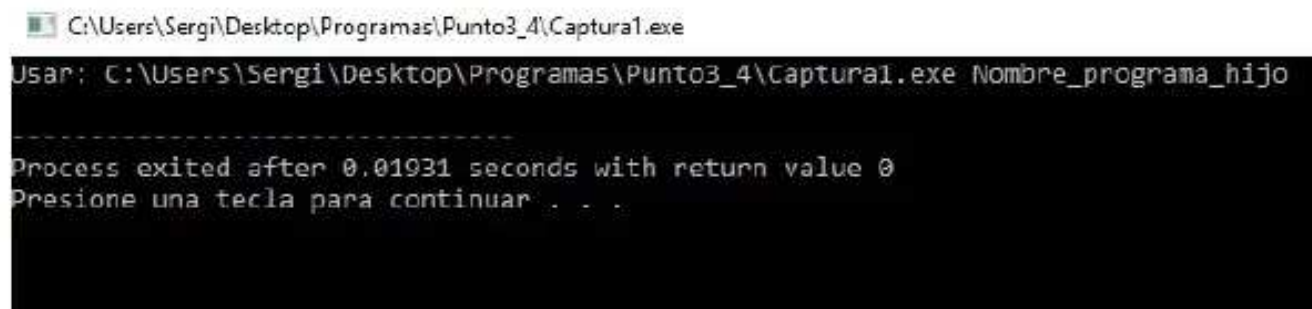 C:\Users\Sergi\Desktop\Programas\Punto3_4\Captura1.exe
Usar: C:\Users\Sergi\Desktop\Programas\Punto3_4\Captura1.exe Nombre_programa_hijo
--------------------------------
Process exited after 0.01931 seconds with return value 0
Presione una tecla para continuar . . .